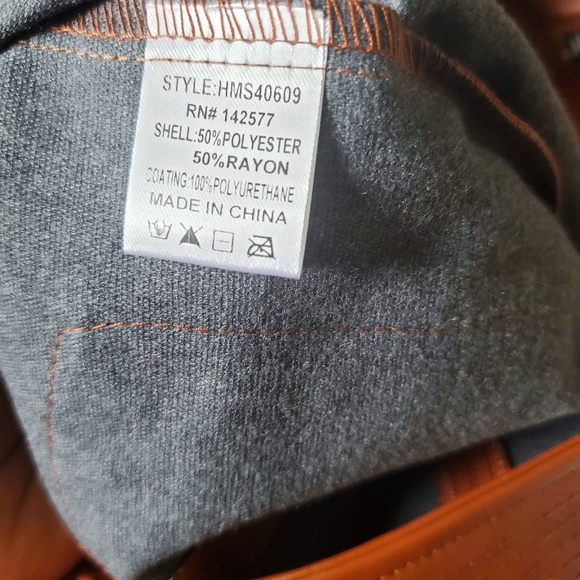 STYLE:HMS40609
RN# 142577
SHELL:50%POLYESTER
50%RAYON
COATING:100%POLYURETHANE
MADE IN CHINA